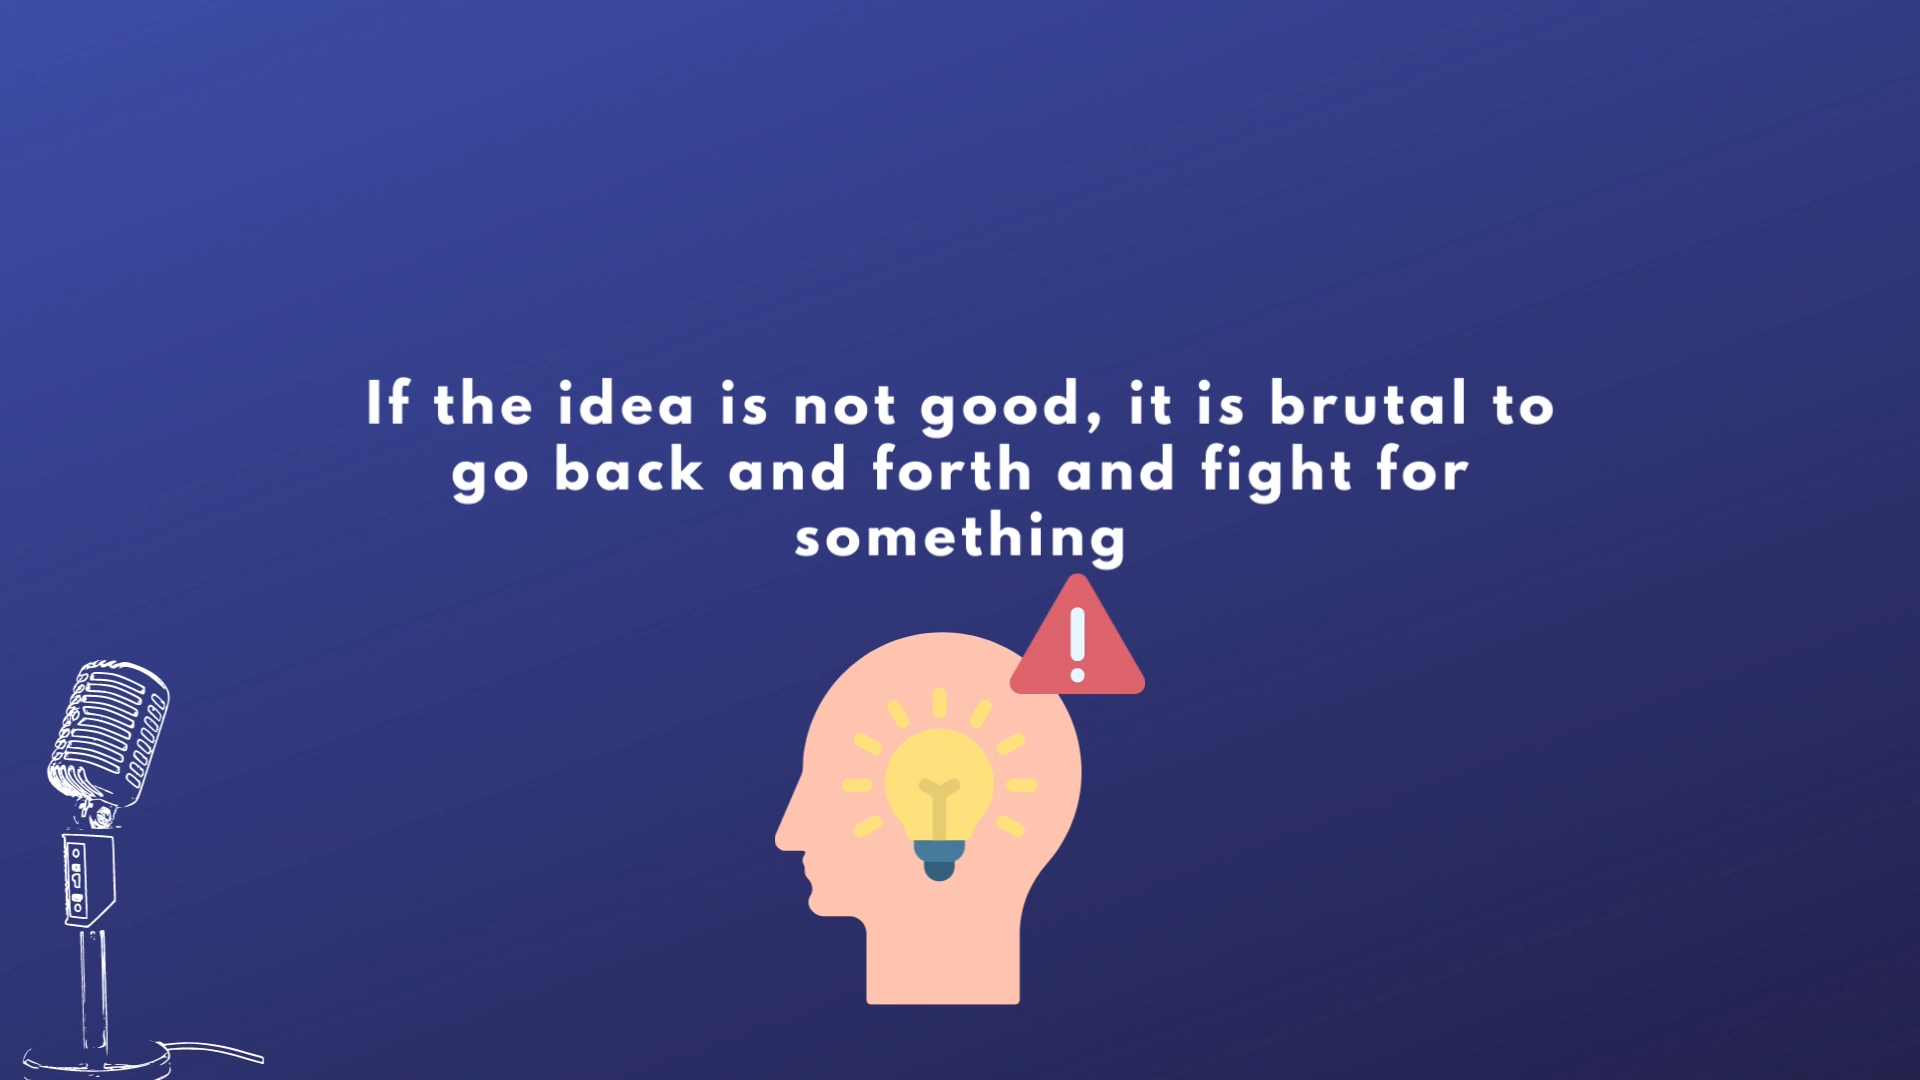 If the idea is not good, it is brutal to
go back and forth and fight for
something